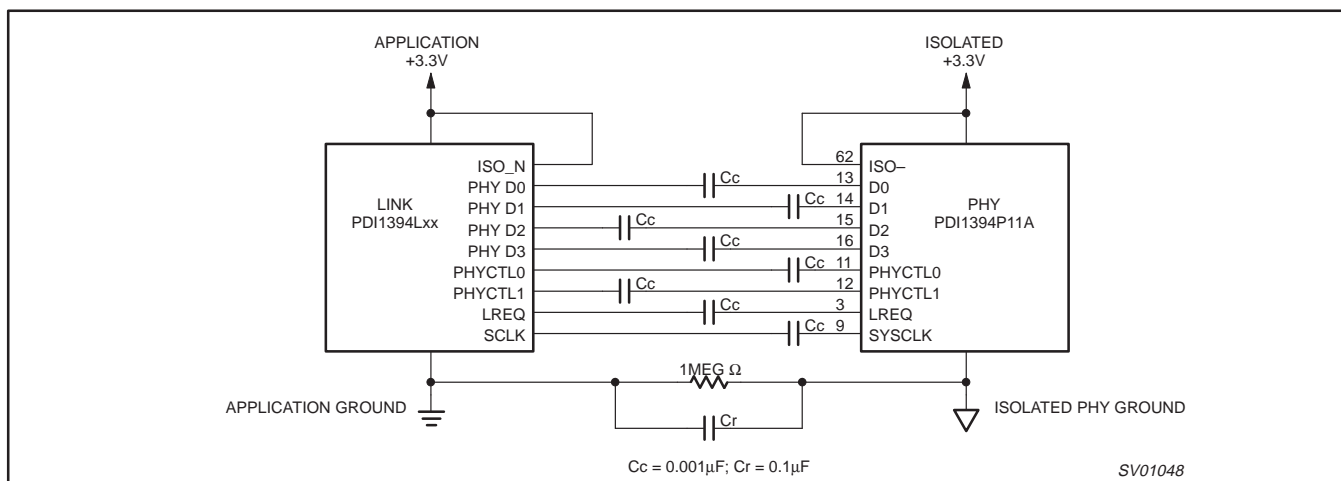 APPLICATION
+3.3V
ISOLATED
+3.3V
ISO_N
62
ISO–
PHY D0
Cc
13
D0
LINK
PDI1394Lxx
PHY D1
Cc
14
D1
PHY
PDI1394P11A
PHY D2
Cc
15
D2
PHY D3
Cc
16
D3
PHYCTL0
Cc
11
PHYCTL0
PHYCTL1
Cc
12
PHYCTL1
LREQ
Cc
3
LREQ
SCLK
Cc
9
SYSCLK
1MEG Ω
APPLICATION GROUND
ISOLATED PHY GROUND
Cr
Cc = 0.001µF; Cr = 0.1µF
SV01048